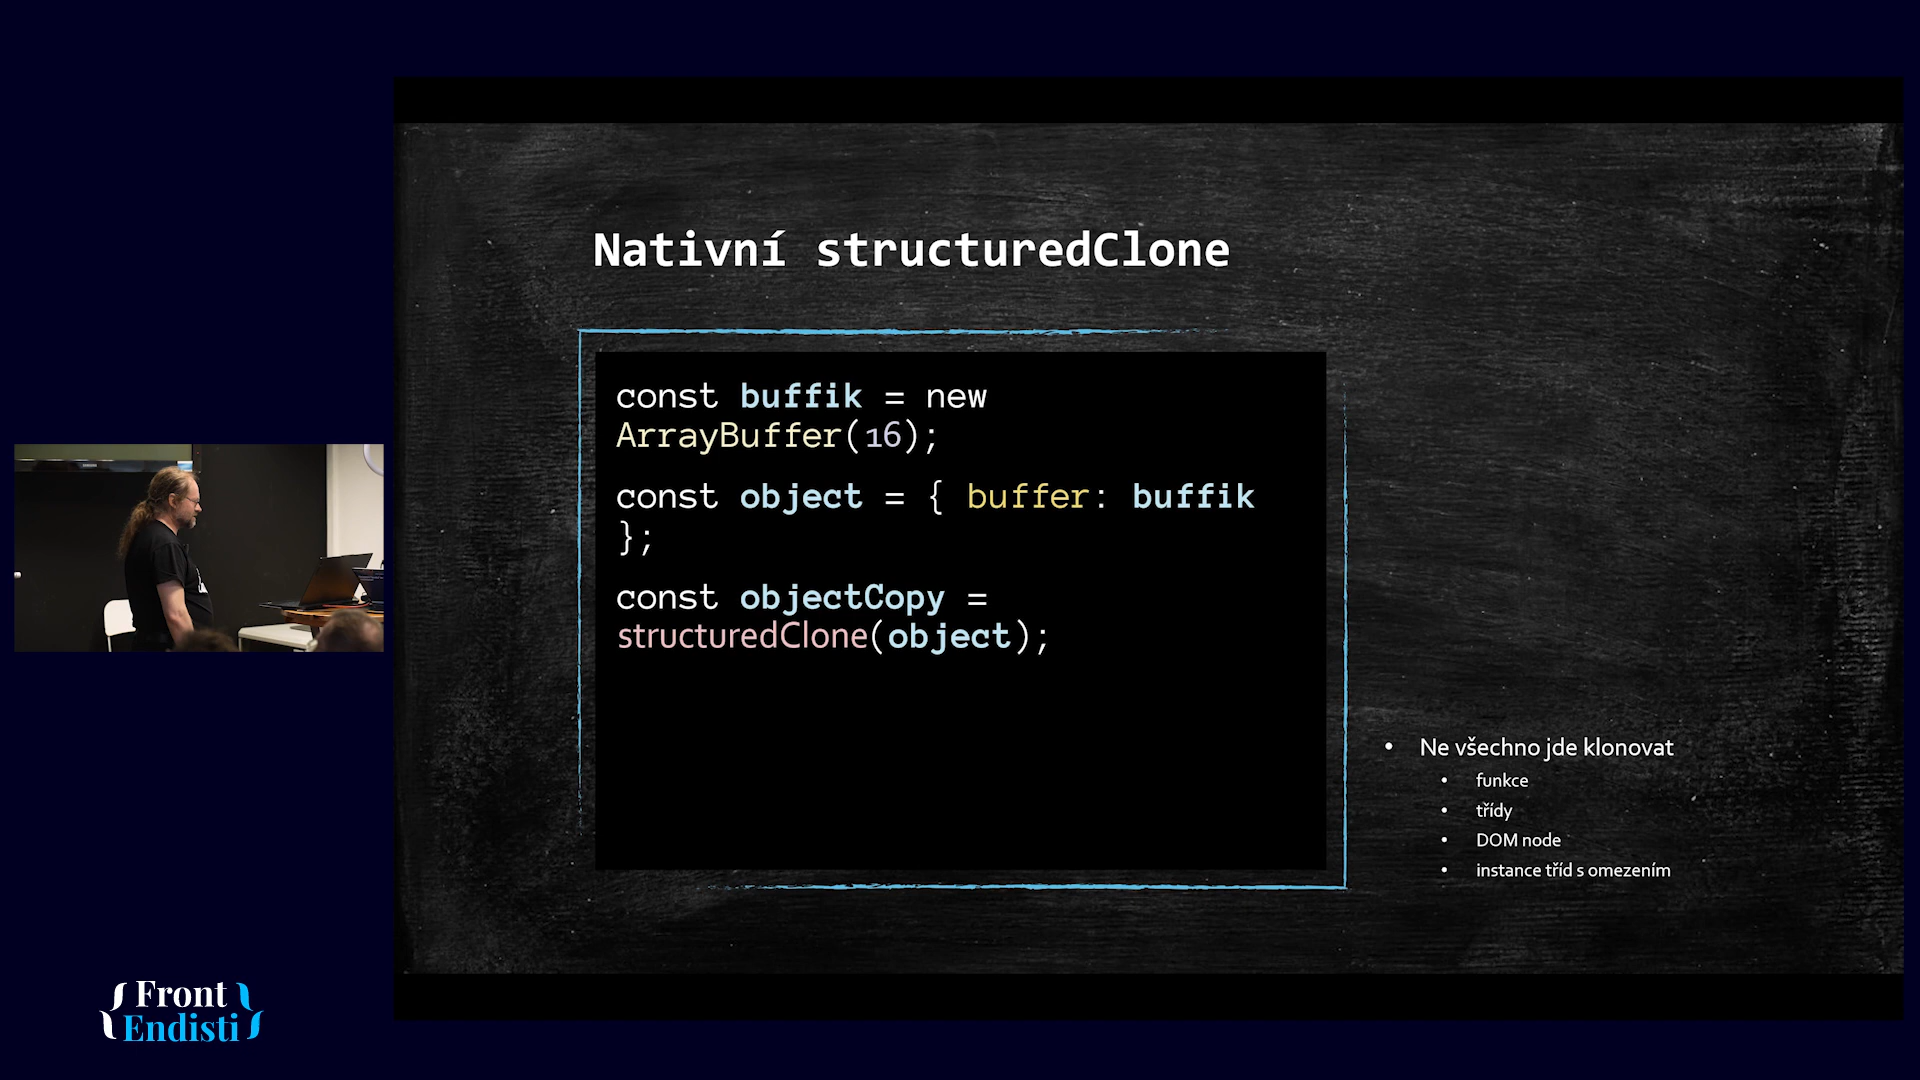 Nativní structuredClone
const buffik = new
ArrayBuffer(16);
const object = { buffer: buffik
};
const objectCopy =
structuredClone(object);
• Ne všechno jde klonovat
• funkce
• třídy
• DOM node
• instance tříd s omezením
{ Front }
{ Endisti }